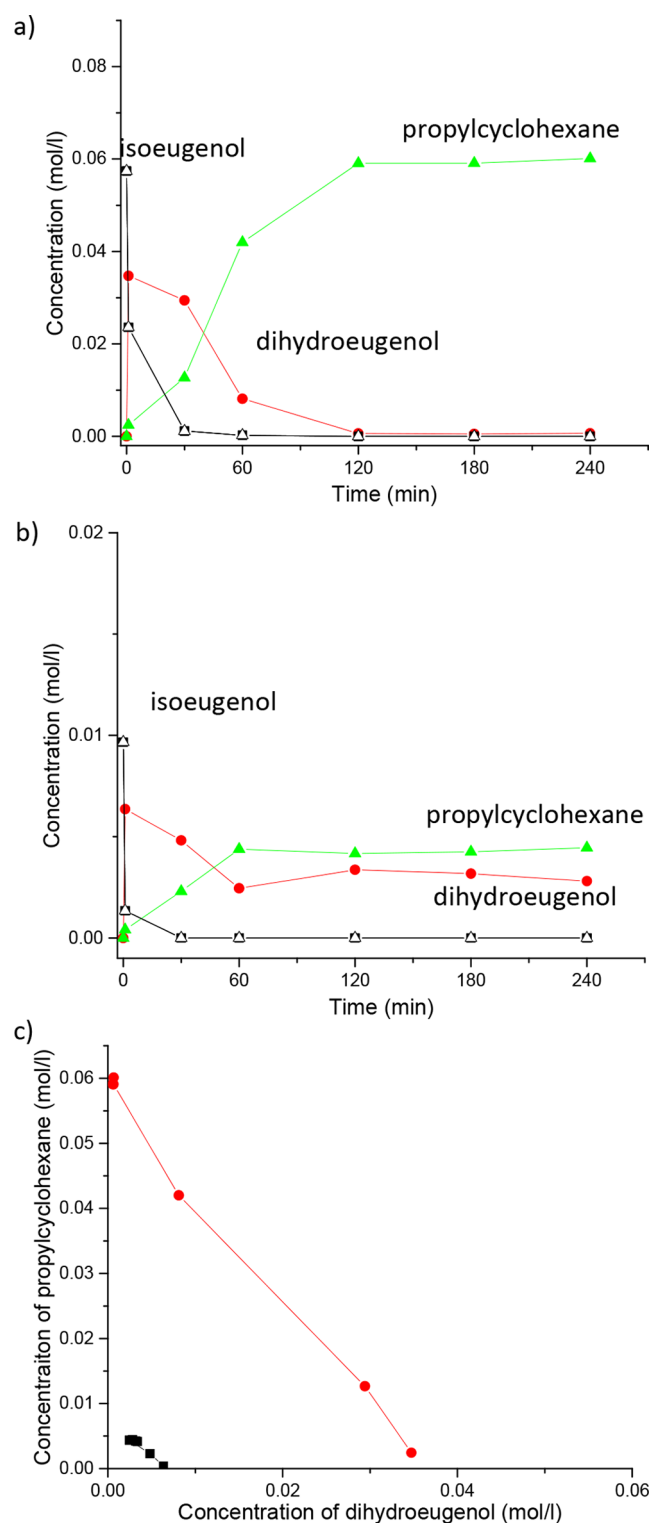 a)
0.08
0.06
0.04
0.02
0.00
Concentration (mol/l)
isoeugenol
propylcyclohexane
dihydroeugenol
0 60 120 180 240
Time (min)
b)
0.02
0.01
0.00
Concentration (mol/l)
isoeugenol
propylcyclohexane
dihydroeugenol
0 60 120 180 240
Time (min)
c)
0.06
0.05
0.04
0.03
0.02
0.01
0.00
Concentraiton of propylcyclohexane (mol/l)
0.00 0.02 0.04 0.06
Concentration of dihydroeugenol (mol/l)